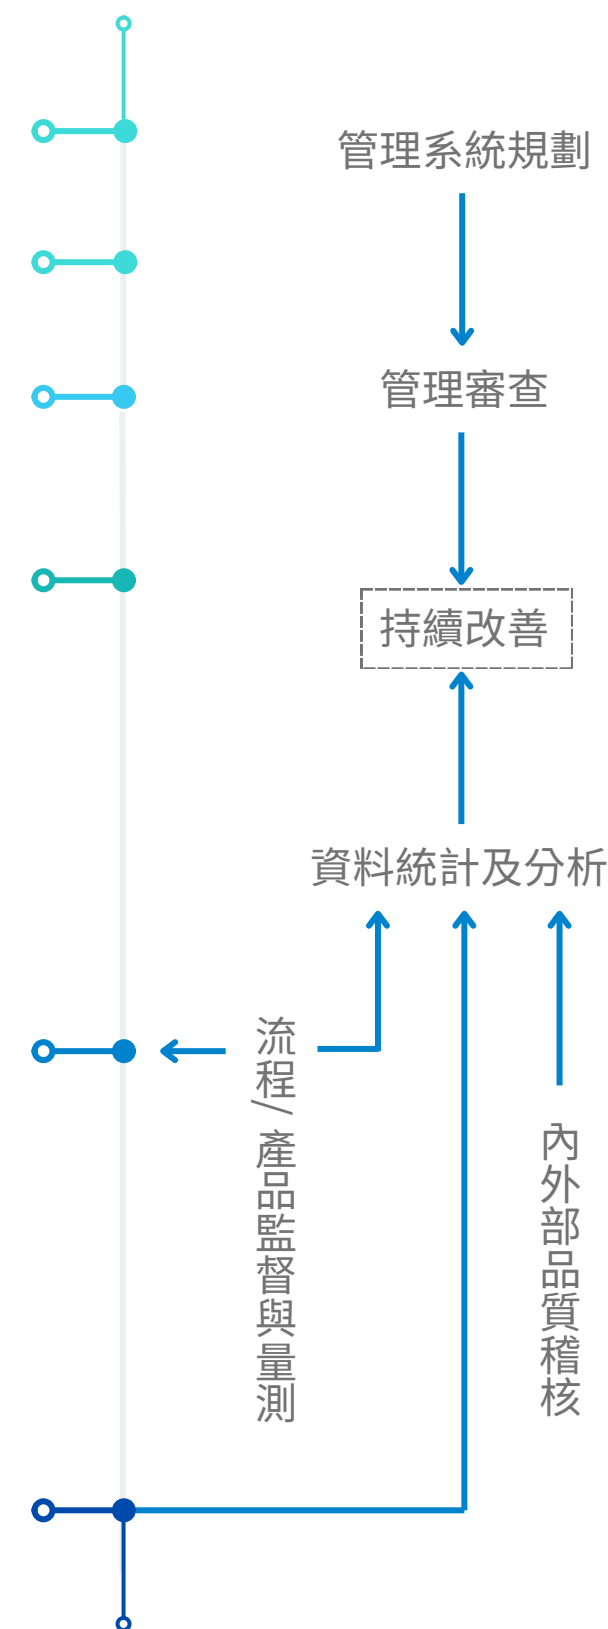 管理系統規劃
管理審查
持續改善
資料統計及分析
流程/產品監督與量測
內外部品質稽核